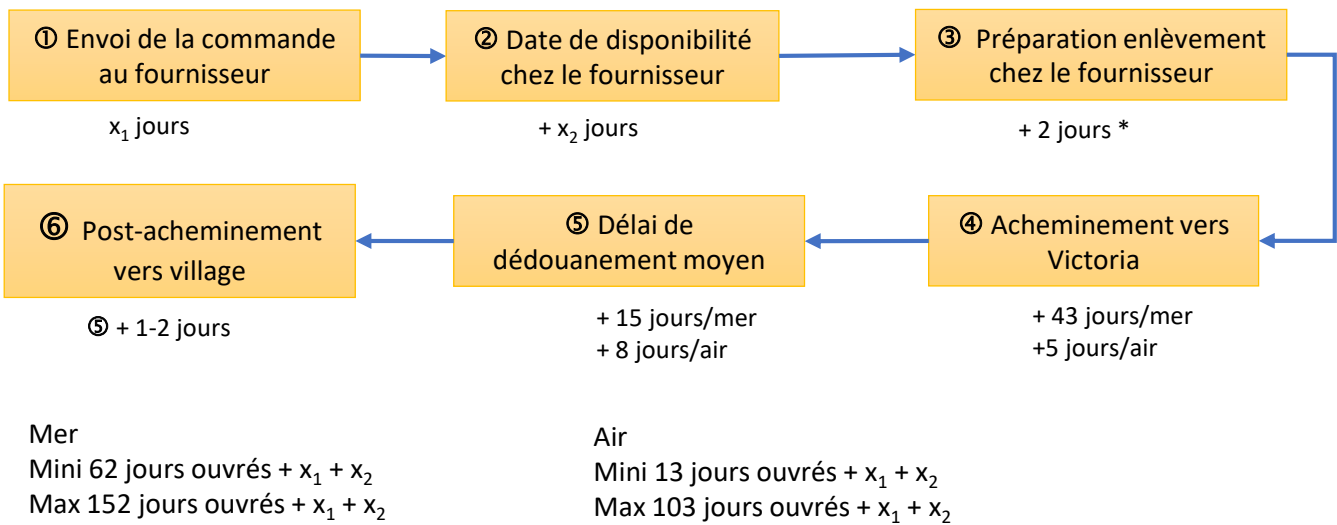 ① Envoi de la commande
au fournisseur
x₁ jours
② Date de disponibilité
chez le fournisseur
+ x₂ jours
③ Préparation enlèvement
chez le fournisseur
+ 2 jours *
④ Acheminement vers
Victoria
+ 43 jours/mer
+5 jours/air
⑤ Délai de
dédouanement moyen
+ 15 jours/mer
+ 8 jours/air
⑥ Post-acheminement
vers village
⑤ + 1-2 jours
Mer
Mini 62 jours ouvrés + x₁ + x₂
Max 152 jours ouvrés + x₁ + x₂
Air
Mini 13 jours ouvrés + x₁ + x₂
Max 103 jours ouvrés + x₁ + x₂